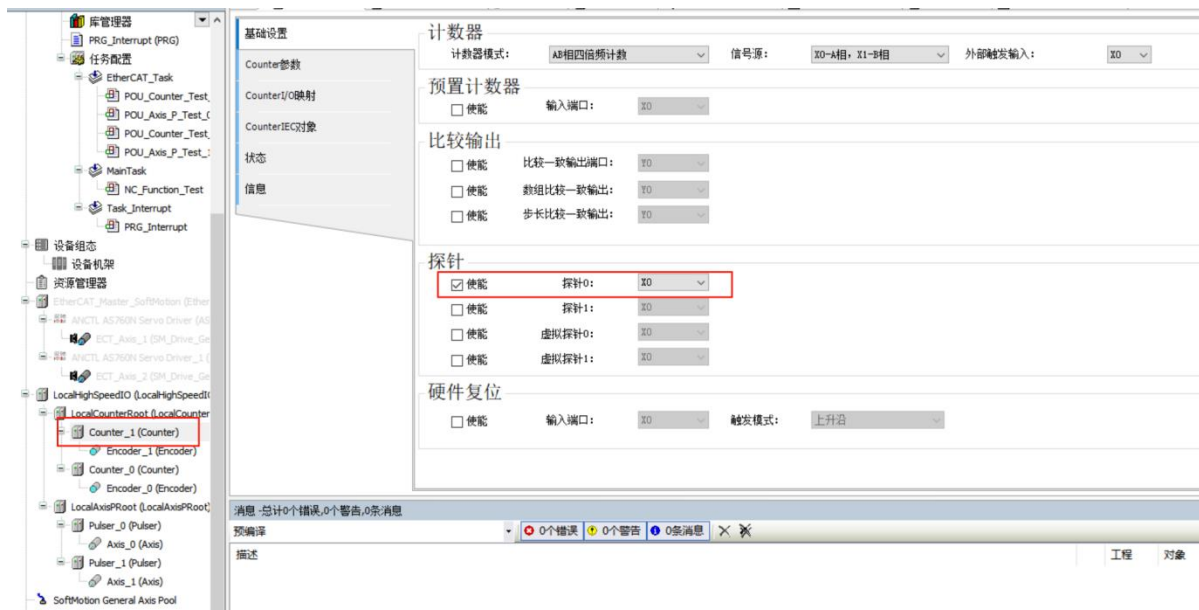 库管理器
PRG_Interrupt (PRG)
任务配置
EtherCAT_Task
POU_Counter_Test_
POU_Axis_P_Test_(
POU_Counter_Test_
POU_Axis_P_Test_:
MainTask
NC_Function_Test
Task_Interrupt
PRG_Interrupt
设备组态
设备机架
资源管理器
EtherCAT_Master_SoftMotion (Ether
ANCTL AS760N Servo Driver (AS
ECT_Axis_1 (SM_Drive_Ge
ANCTL AS760N Servo Driver_1 (
ECT_Axis_2 (SM_Drive_Ge
LocalHighSpeedIO (LocalHighSpeedI
LocalCounterRoot (LocalCounter
Counter_1 (Counter)
Encoder_1 (Encoder)
Counter_0 (Counter)
Encoder_0 (Encoder)
LocalAxisPRoot (LocalAxisPRoot)
Pulser_0 (Pulser)
Axis_0 (Axis)
Pulser_1 (Pulser)
Axis_1 (Axis)
SoftMotion General Axis Pool
基础设置
Counter参数
CounterI/O映射
CounterIEC对象
状态
信息
计数器
计数器模式: AB相四倍频计数 信号源: X0-A相, X1-B相 外部触发输入: X0
预置计数器
使能 输入端口: X0
比较输出
使能 比较一致输出端口: Y0
使能 数组比较一致输出: Y0
使能 步长比较一致输出: Y0
探针
使能 探针0: X0
使能 探针1: X0
使能 虚拟探针0: X0
使能 虚拟探针1: X0
硬件复位
使能 输入端口: X0 触发模式: 上升沿
消息 -总计0个错误,0个警告,0条消息
预编译 0个错误 0个警告 0条消息
描述 工程 对象